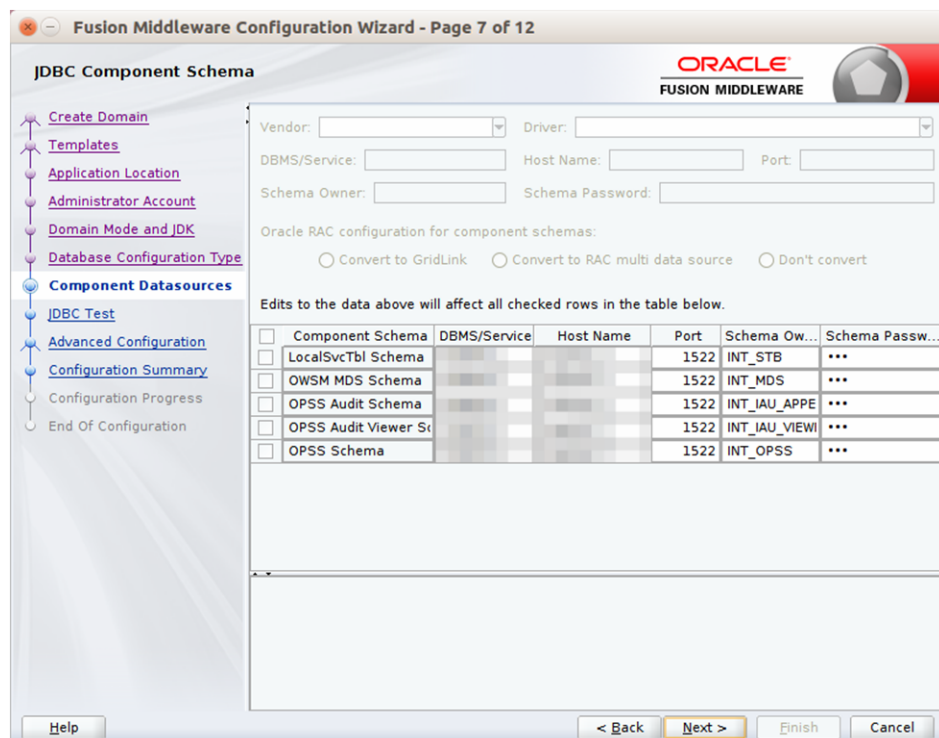 Fusion Middleware Configuration Wizard - Page 7 of 12
JDBC Component Schema
ORACLE
FUSION MIDDLEWARE
Create Domain
Templates
Application Location
Administrator Account
Domain Mode and JDK
Database Configuration Type
Component Datasources
JDBC Test
Advanced Configuration
Configuration Summary
Configuration Progress
End Of Configuration
Vendor: Driver:
DBMS/Service: Host Name: Port:
Schema Owner: Schema Password:
Oracle RAC configuration for component schemas:
Convert to GridLink Convert to RAC multi data source Don't convert
Edits to the data above will affect all checked rows in the table below.
Component Schema DBMS/Service Host Name Port Schema Ow... Schema Passw...
LocalSvcTbl Schema 1522 INT_STB •••
OWSM MDS Schema 1522 INT_MDS •••
OPSS Audit Schema 1522 INT_IAU_APPE •••
OPSS Audit Viewer Sc 1522 INT_IAU_VIEWI •••
OPSS Schema 1522 INT_OPSS •••
Help < Back Next > Finish Cancel